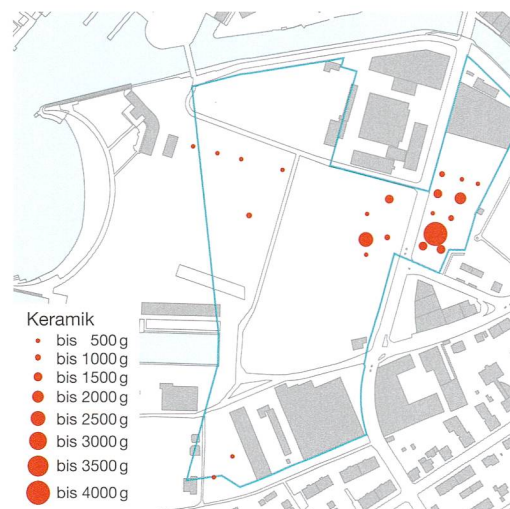 Keramik
bis 500 g
bis 1000 g
bis 1500 g
bis 2000 g
bis 2500 g
bis 3000 g
bis 3500 g
bis 4000 g